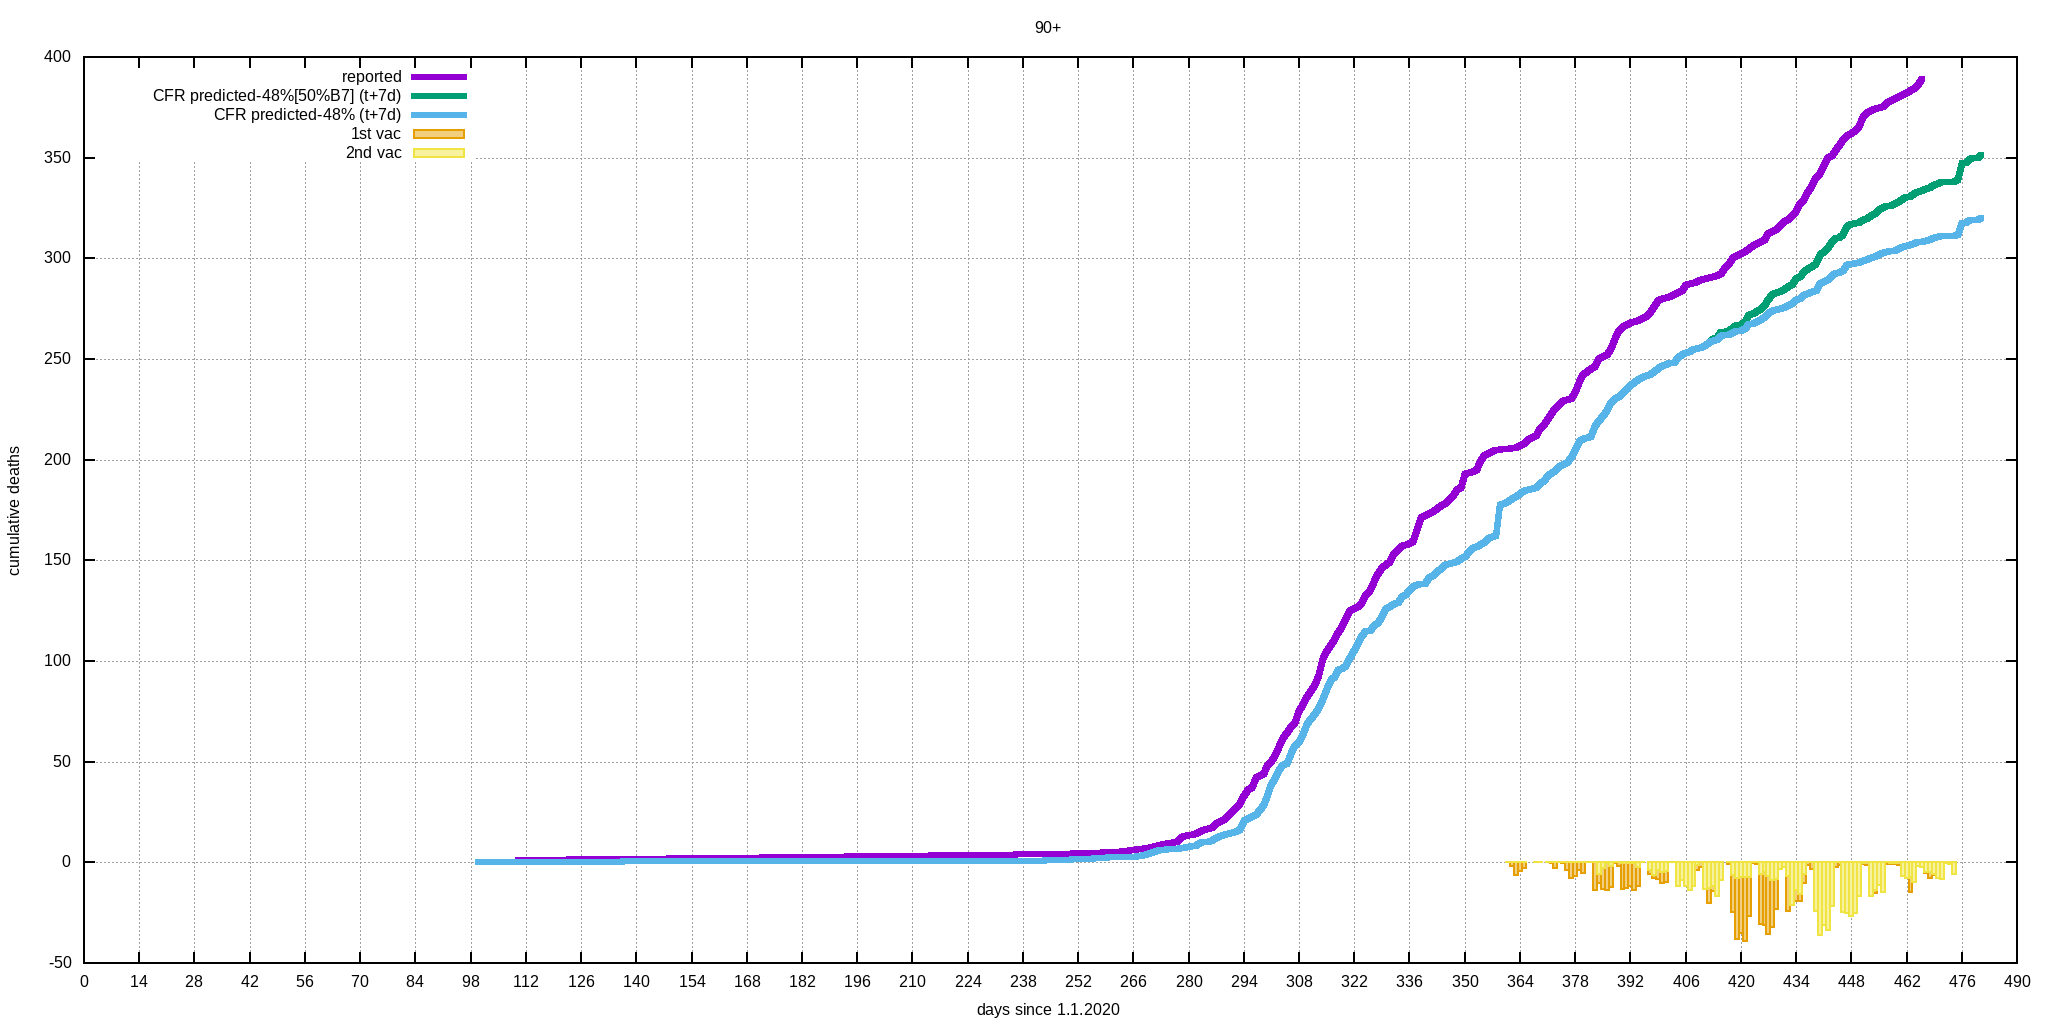 90+
400
350
300
250
200
150
100
50
0
-50
reported
CFR predicted-48%[50%B7] (t+7d)
CFR predicted-48% (t+7d)
1st vac
2nd vac
cumulative deaths
0 14 28 42 56 70 84 98 112 126 140 154 168 182 196 210 224 238 252 266 280 294 308 322 336 350 364 378 392 406 420 434 448 462 476 490
days since 1.1.2020